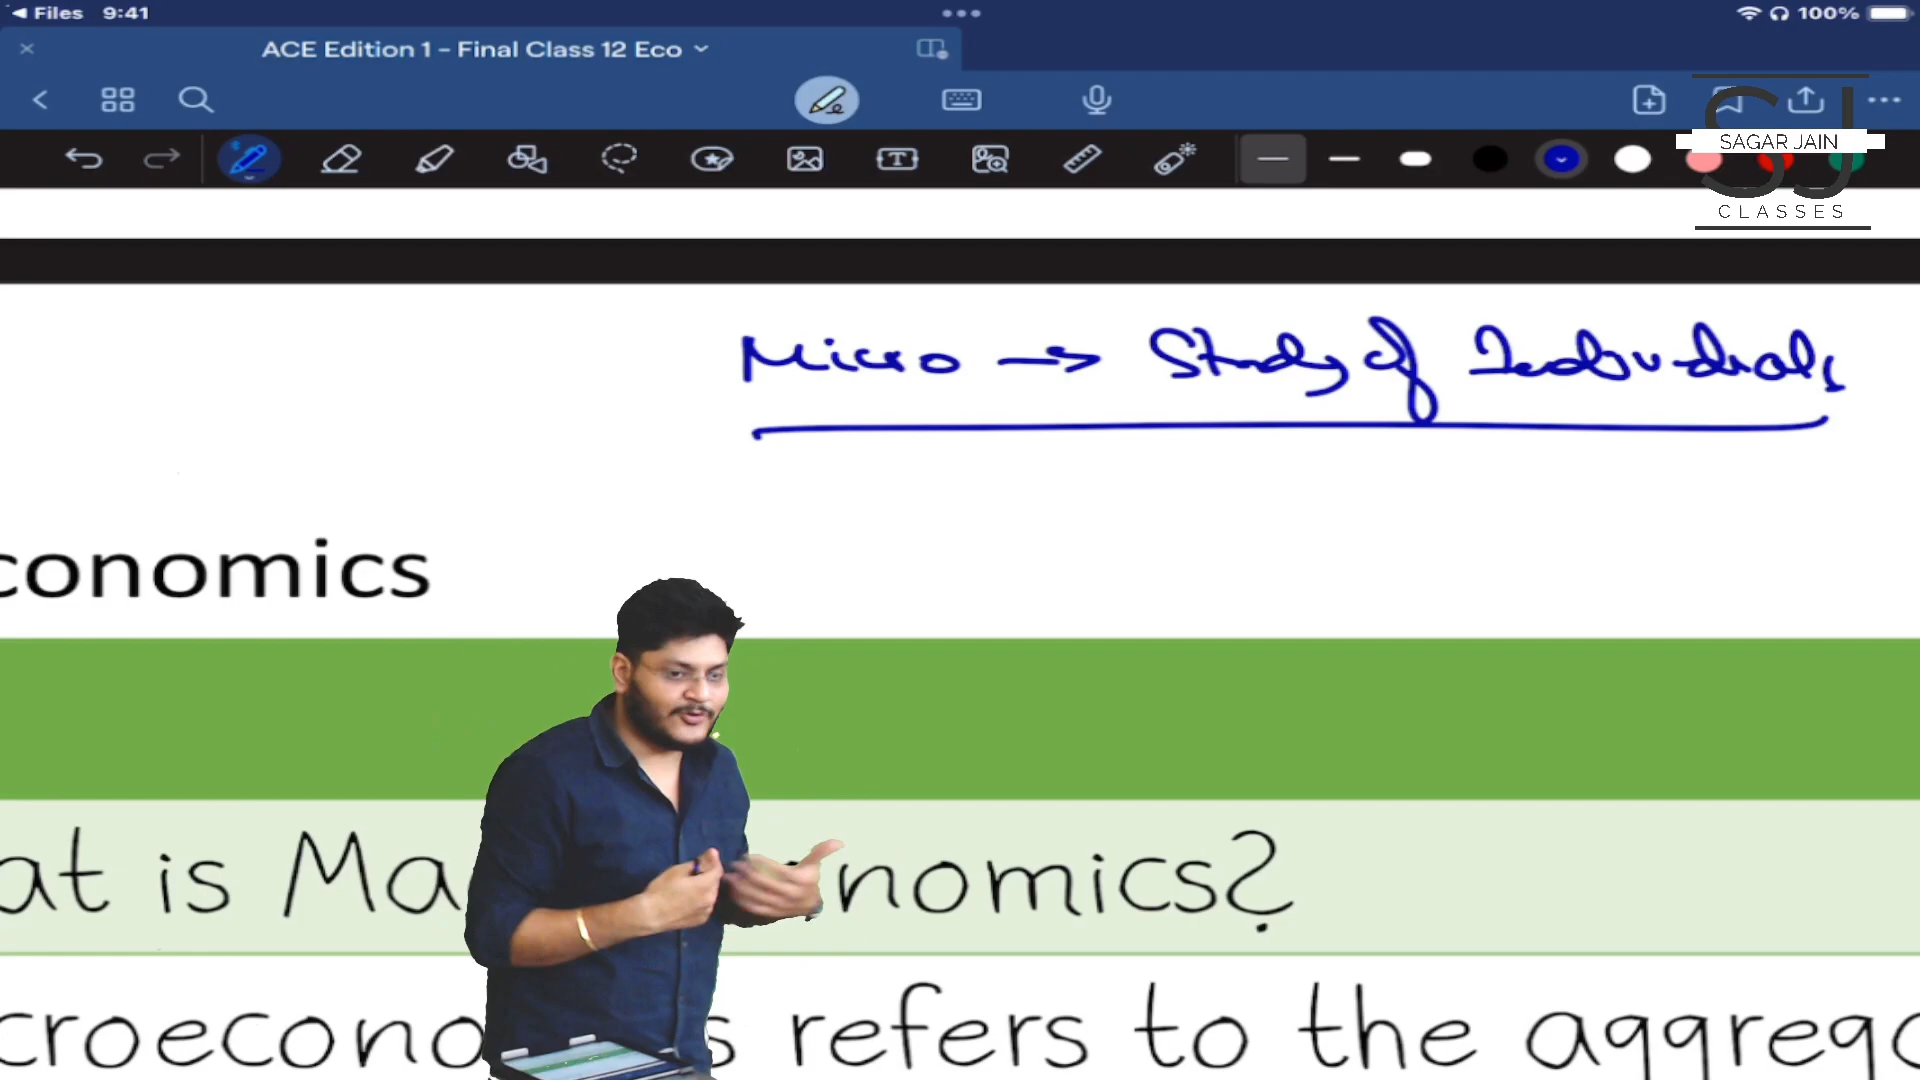 Files 9:41 100%
ACE Edition 1 - Final Class 12 Eco
SAGAR JAIN
CLASSES
Micro → Study of Individuals
conomics
at is Ma nomics?
croecono s refers to the aggrega